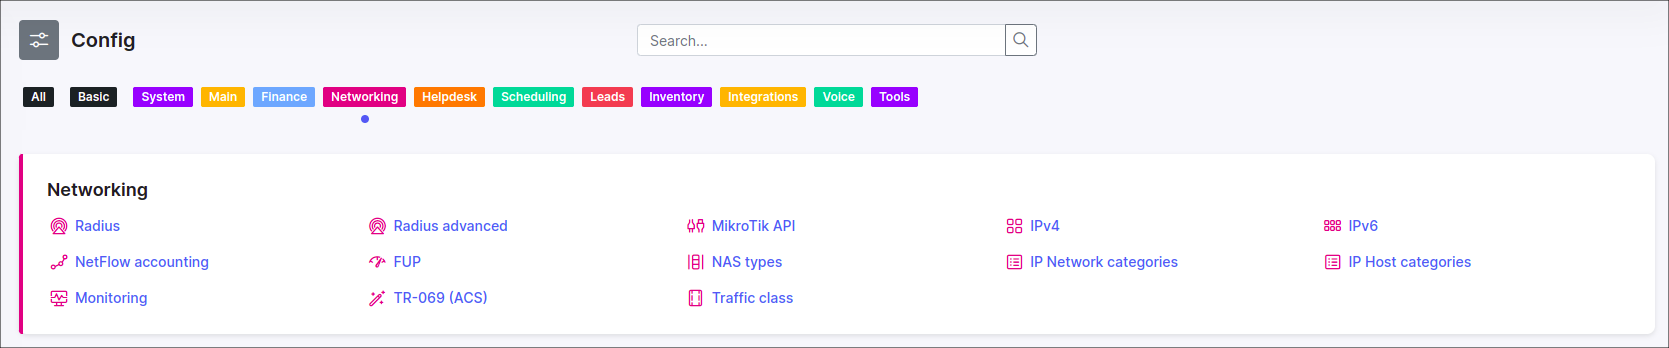 Config
Search...
All Basic System Main Finance Networking Helpdesk Scheduling Leads Inventory Integrations Voice Tools
Networking
Radius Radius advanced MikroTik API IPv4 IPv6
NetFlow accounting FUP NAS types IP Network categories IP Host categories
Monitoring TR-069 (ACS) Traffic class